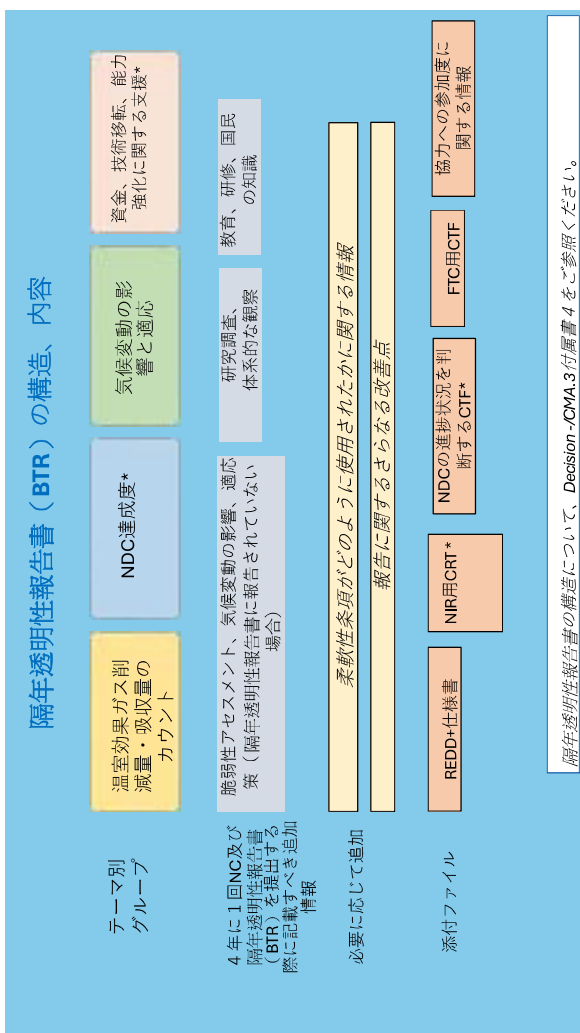 隔年透明性報告書（BTR）の構造、内容
テーマ別
グループ
温室効果ガス削
減量・吸収量の
カウント
NDC達成度*
気候変動の影
響と適応
資金、技術移転、能力
強化に関する支援*
４年に１回NC及び
隔年透明性報告書
（BTR）を提出する
際に記載すべき追加
情報
脆弱性アセスメント、気候変動の影響、適応
策（隔年透明性報告書に報告されていない
場合）
研究調査、
体系的な観察
教育、研修、国民
の知識
必要に応じて追加
柔軟性条項がどのように使用されたかに関する情報
報告に関するさらなる改善点
添付ファイル
REDD+仕様書
NIR用CRT*
NDCの進捗状況を判
断するCTF*
FTC用CTF
協力への参加度に
関する情報
隔年透明性報告書の構造について、Decision -/CMA.3付属書４をご参照ください。